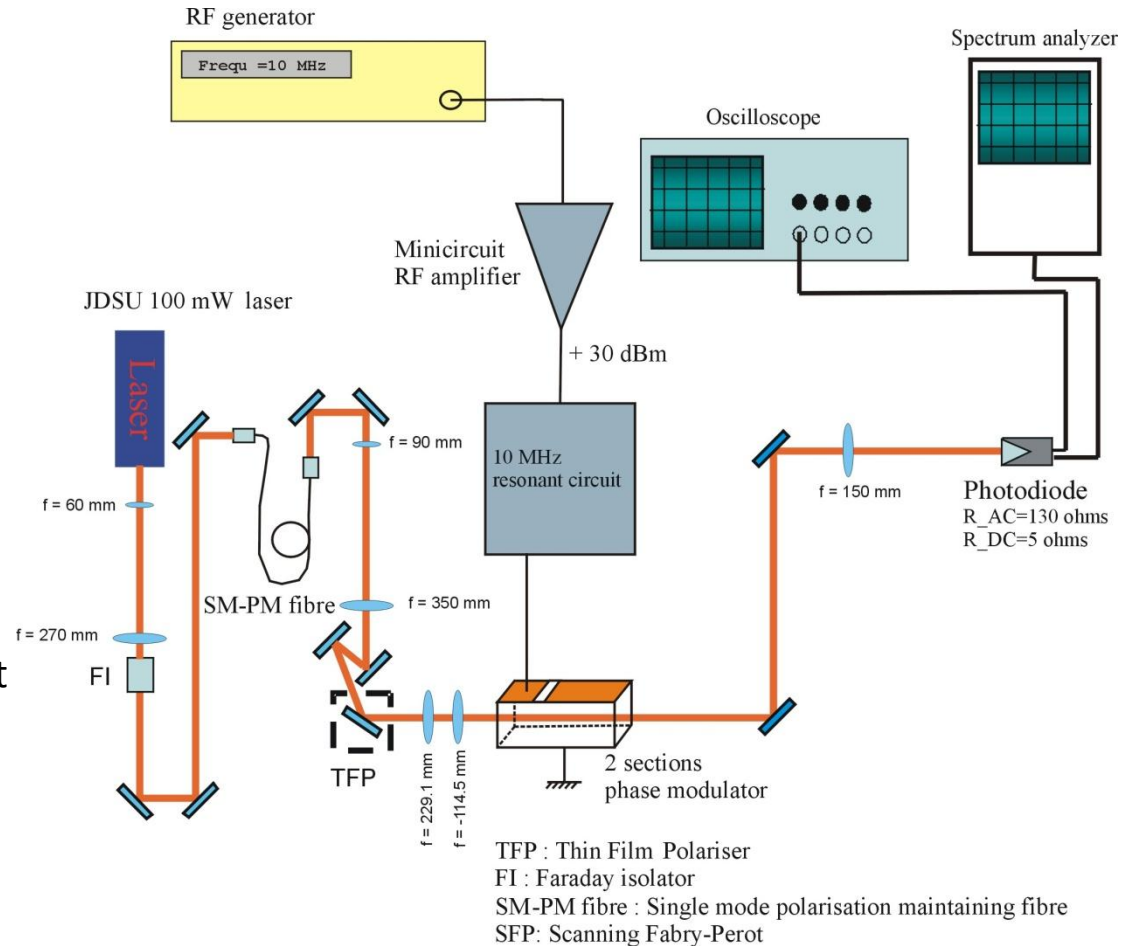 RF generator
Frequ =10 MHz
Spectrum analyzer
Oscilloscope
Minicircuit
RF amplifier
JDSU 100 mW laser
+ 30 dBm
Laser
f = 90 mm
10 MHz
resonant circuit
f = 60 mm
f = 150 mm
Photodiode
R_AC=130 ohms
R_DC=5 ohms
SM-PM fibre
f = 350 mm
f = 270 mm
t
FI
TFP
f = 229.1 mm
f = -114.5 mm
2 sections
phase modulator
TFP : Thin Film Polariser
FI : Faraday isolator
SM-PM fibre : Single mode polarisation maintaining fibre
SFP: Scanning Fabry-Perot